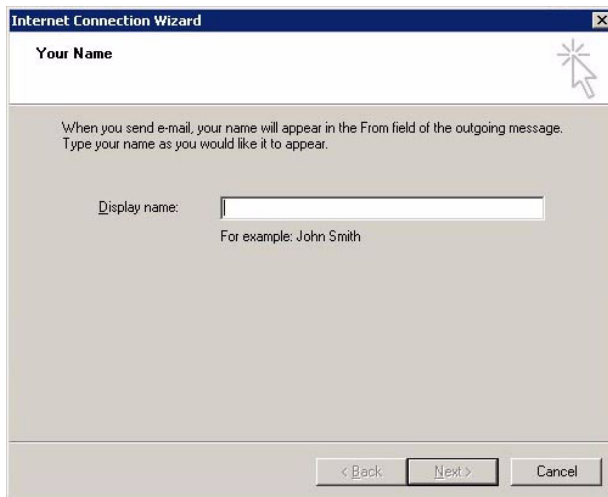 Internet Connection Wizard
Your Name
When you send e-mail, your name will appear in the From field of the outgoing message.
Type your name as you would like it to appear.
Display name:
For example: John Smith
< Back Next > Cancel